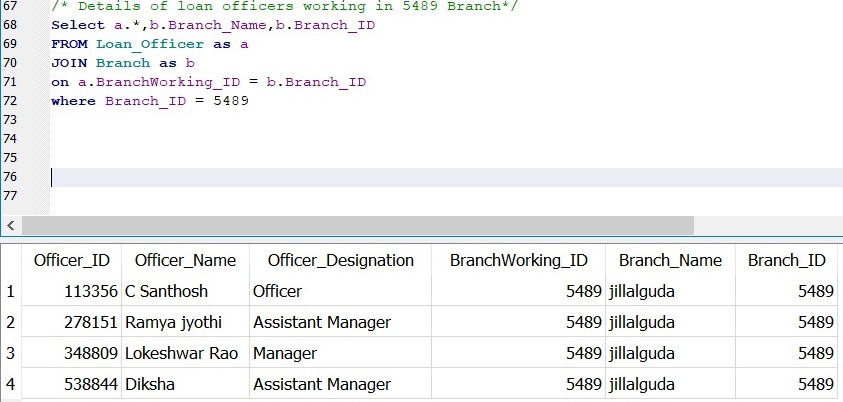 67 /* Details of loan officers working in 5489 Branch*/
68 Select a.*,b.Branch_Name,b.Branch_ID
69 FROM Loan_Officer as a
70 JOIN Branch as b
71 on a.BranchWorking_ID = b.Branch_ID
72 where Branch_ID = 5489
73
74
75
76
77
Officer_ID Officer_Name Officer_Designation BranchWorking_ID Branch_Name Branch_ID
1 113356 C Santhosh Officer 5489 jillalguda 5489
2 278151 Ramya jyothi Assistant Manager 5489 jillalguda 5489
3 348809 Lokeshwar Rao Manager 5489 jillalguda 5489
4 538844 Diksha Assistant Manager 5489 jillalguda 5489